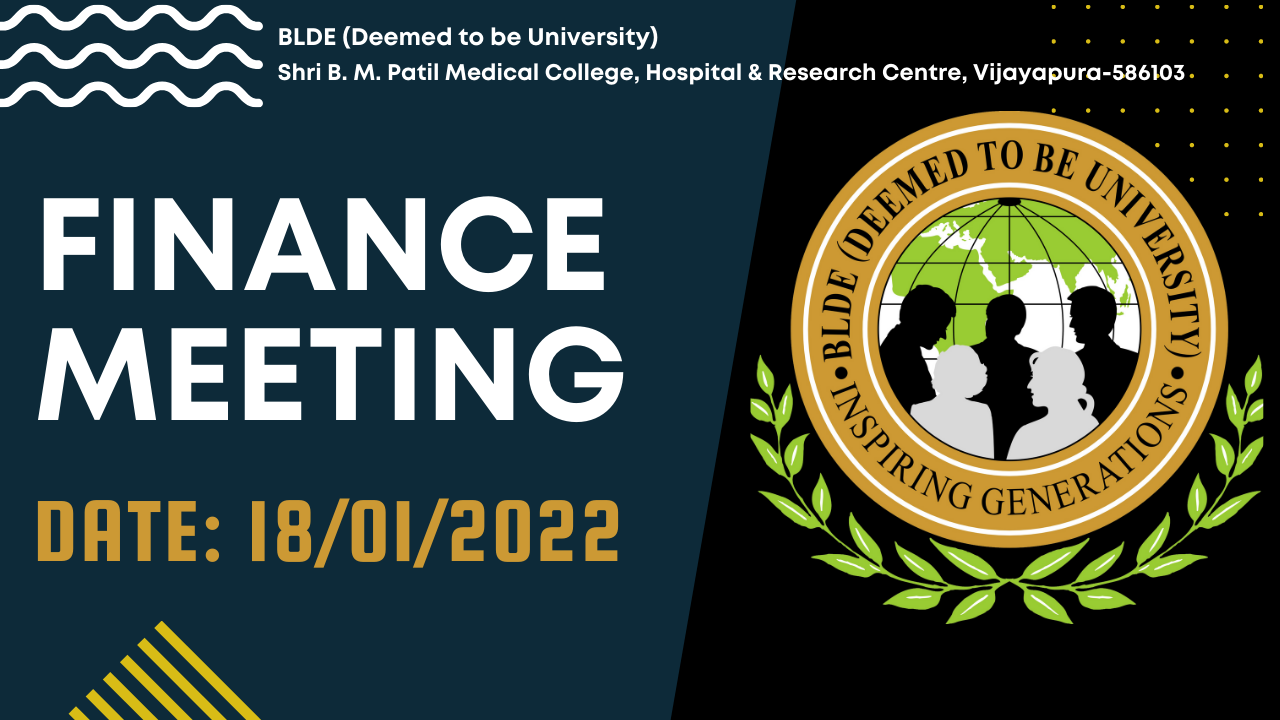 BLDE (Deemed to be University)
Shri B. M. Patil Medical College, Hospital & Research Centre, Vijayapura-586103
FINANCE
MEETING
DATE: 18/01/2022
BLDE (DEEMED TO BE UNIVERSITY)
• INSPIRING GENERATIONS •